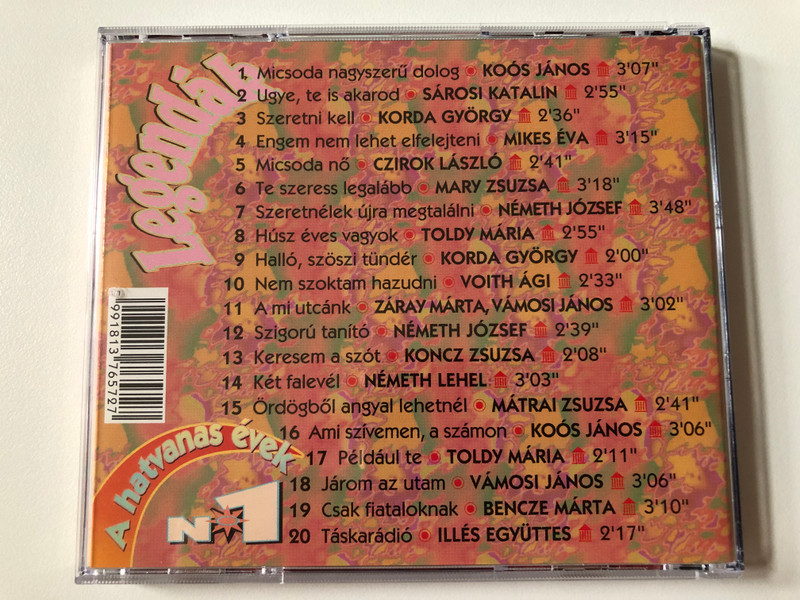 Legendák
1 Micsoda nagyszerű dolog KOÓS JÁNOS 3'07"
2 Ugye, te is akarod SÁROSI KATALIN 2'55"
3 Szeretni kell KORDA GYÖRGY 2'36"
4 Engem nem lehet elfelejteni MIKES ÉVA 3'15"
5 Micsoda nő CZIROK LÁSZLÓ 2'41"
6 Te szeress legalább MARY ZSUZSA 3'18"
7 Szeretnélek újra megtalálni NÉMETH JÓZSEF 3'48"
8 Húsz éves vagyok TOLDY MÁRIA 2'55"
9 Halló, szöszi tündér KORDA GYÖRGY 2'00"
10 Nem szoktam hazudni VOITH ÁGI 2'33"
11 A mi utcánk ZÁRAY MÁRTA, VÁMOSI JÁNOS 3'02"
12 Szigorú tanító NÉMETH JÓZSEF 2'39"
13 Keresem a szót KONCZ ZSUZSA 2'08"
14 Két falevél NÉMETH LEHEL 3'03"
15 Ördögből angyal lehetnél MÁTRAI ZSUZSA 2'41"
16 Ami szívemen, a számon KOÓS JÁNOS 3'06"
17 Például te TOLDY MÁRIA 2'11"
18 Járom az utam VÁMOSI JÁNOS 3'06"
19 Csak fiataloknak BENCZE MÁRTA 3'10"
20 Táskarádió ILLÉS EGYÜTTES 2'17"
991813 765727
A hatvanas évek
No1